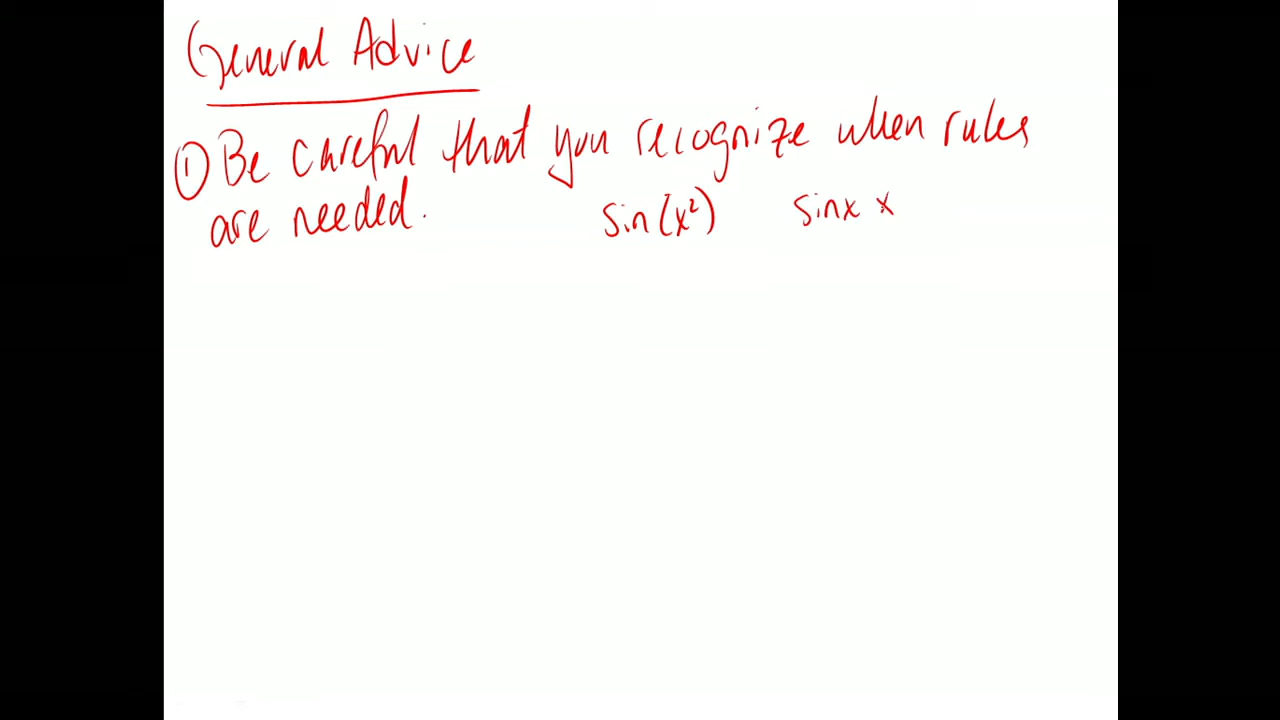 General Advice
① Be careful that you recognize when rules
are needed. sin(x²) sinx x